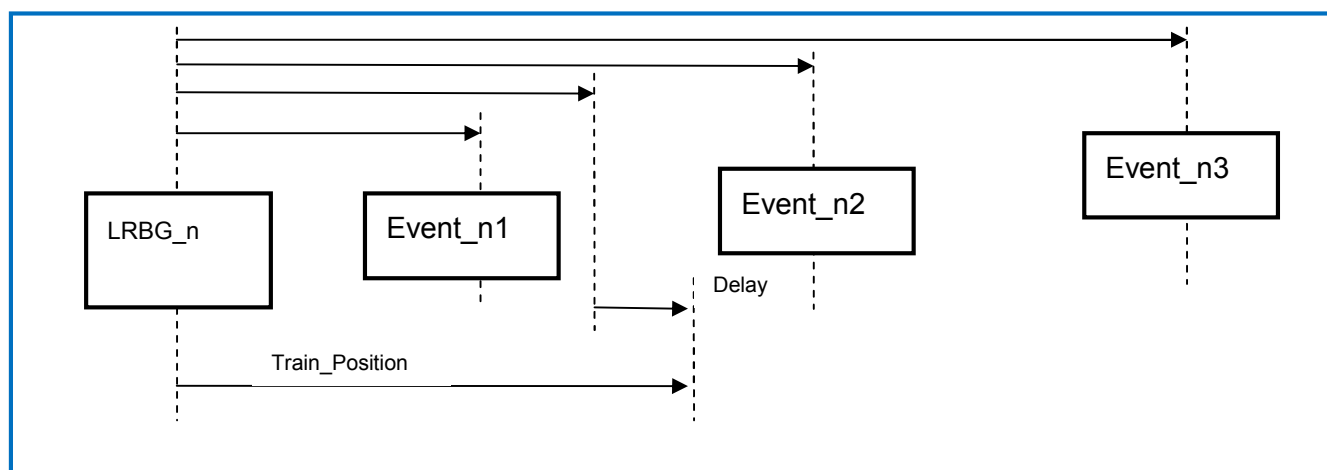 Event_n3
Event_n2
Event_n1
LRBG_n
Delay
Train_Position